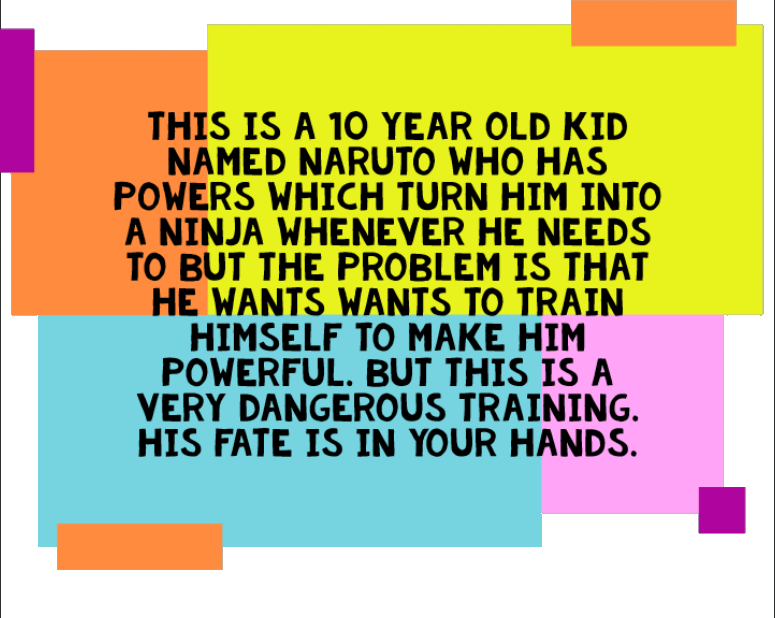 THIS IS A 10 YEAR OLD KID
NAMED NARUTO WHO HAS
POWERS WHICH TURN HIM INTO
A NINJA WHENEVER HE NEEDS
TO BUT THE PROBLEM IS THAT
HE WANTS WANTS TO TRAIN
HIMSELF TO MAKE HIM
POWERFUL. BUT THIS IS A
VERY DANGEROUS TRAINING.
HIS FATE IS IN YOUR HANDS.